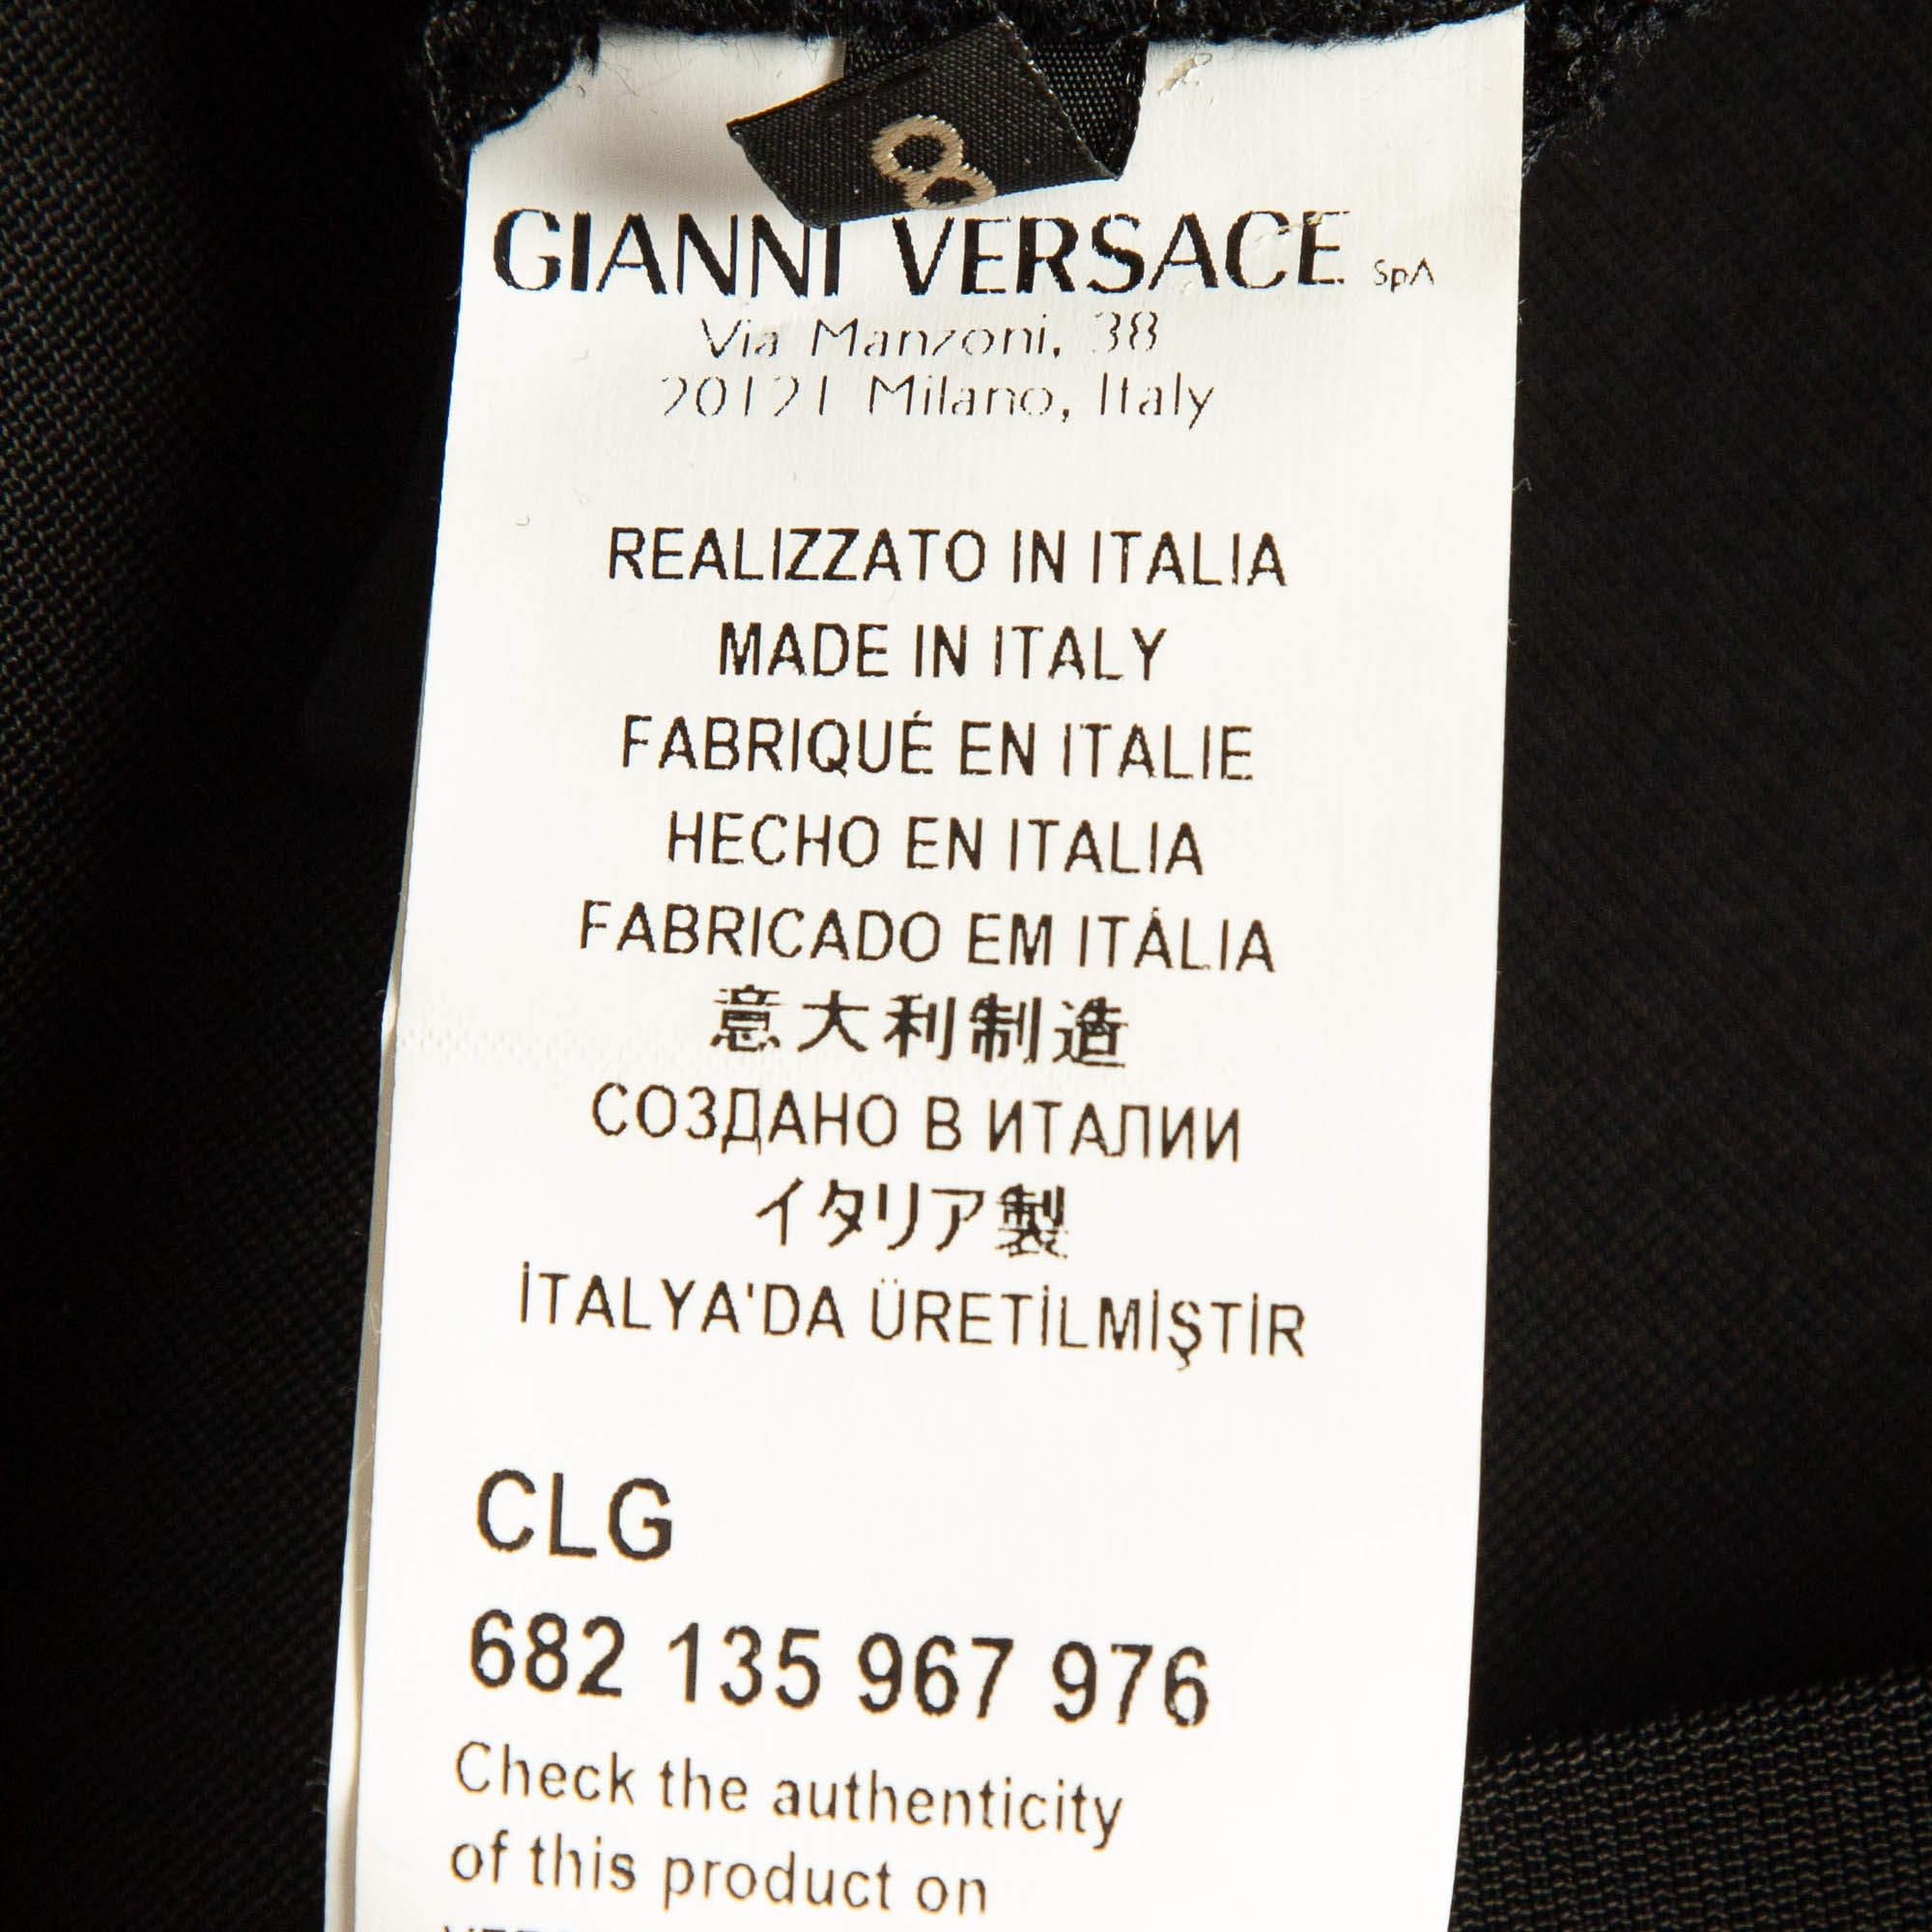 8
GIANNI VERSACE SpA
Via Manzoni, 38
20121 Milano, Italy
REALIZZATO IN ITALIA
MADE IN ITALY
FABRIQUÉ EN ITALIE
HECHO EN ITALIA
FABRICADO EM ITÁLIA
意大利制造
СОЗДАНО В ИТАЛИИ
イタリア製
İTALYA'DA ÜRETİLMİŞTİR
CLG
682 135 967 976
Check the authenticity
of this product on